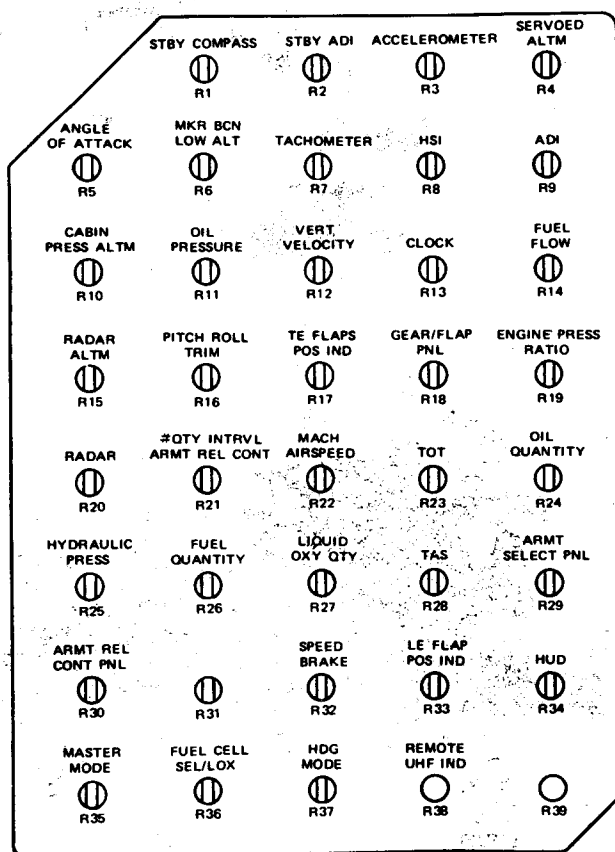 STBY COMPASS
R1
STBY ADI
R2
ACCELEROMETER
R3
SERVOED
ALTM
R4
ANGLE
OF ATTACK
R5
MKR BCN
LOW ALT
R6
TACHOMETER
R7
HSI
R8
ADI
R9
CABIN
PRESS ALTM
R10
OIL
PRESSURE
R11
VERT
VELOCITY
R12
CLOCK
R13
FUEL
FLOW
R14
RADAR
ALTM
R15
PITCH ROLL
TRIM
R16
TE FLAPS
POS IND
R17
GEAR/FLAP
PNL
R18
ENGINE PRESS
RATIO
R19
RADAR
R20
#QTY INTRVL
ARMT REL CONT
R21
MACH
AIRSPEED
R22
TOT
R23
OIL
QUANTITY
R24
HYDRAULIC
PRESS
R25
FUEL
QUANTITY
R26
LIQUID
OXY QTY
R27
TAS
R28
ARMT
SELECT PNL
R29
ARMT REL
CONT PNL
R30
R31
SPEED
BRAKE
R32
LE FLAP
POS IND
R33
HUD
R34
MASTER
MODE
R35
FUEL CELL
SEL/LOX
R36
HDG
MODE
R37
REMOTE
UHF IND
R38
R39